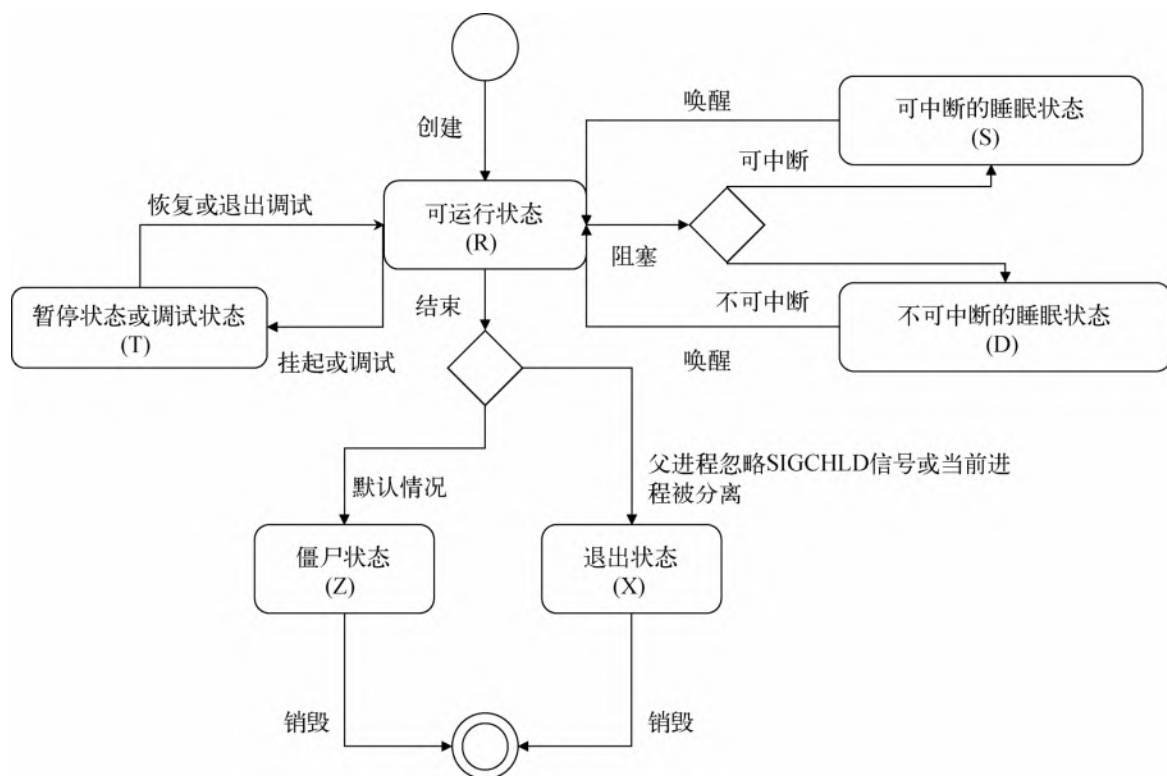 创建
唤醒
可中断的睡眠状态
(S)
可中断
恢复或退出调试
可运行状态
(R)
阻塞
暂停状态或调试状态
(T)
挂起或调试
结束
不可中断
不可中断的睡眠状态
(D)
唤醒
默认情况
父进程忽略SIGCHLD信号或当前进
程被分离
僵尸状态
(Z)
退出状态
(X)
销毁
销毁